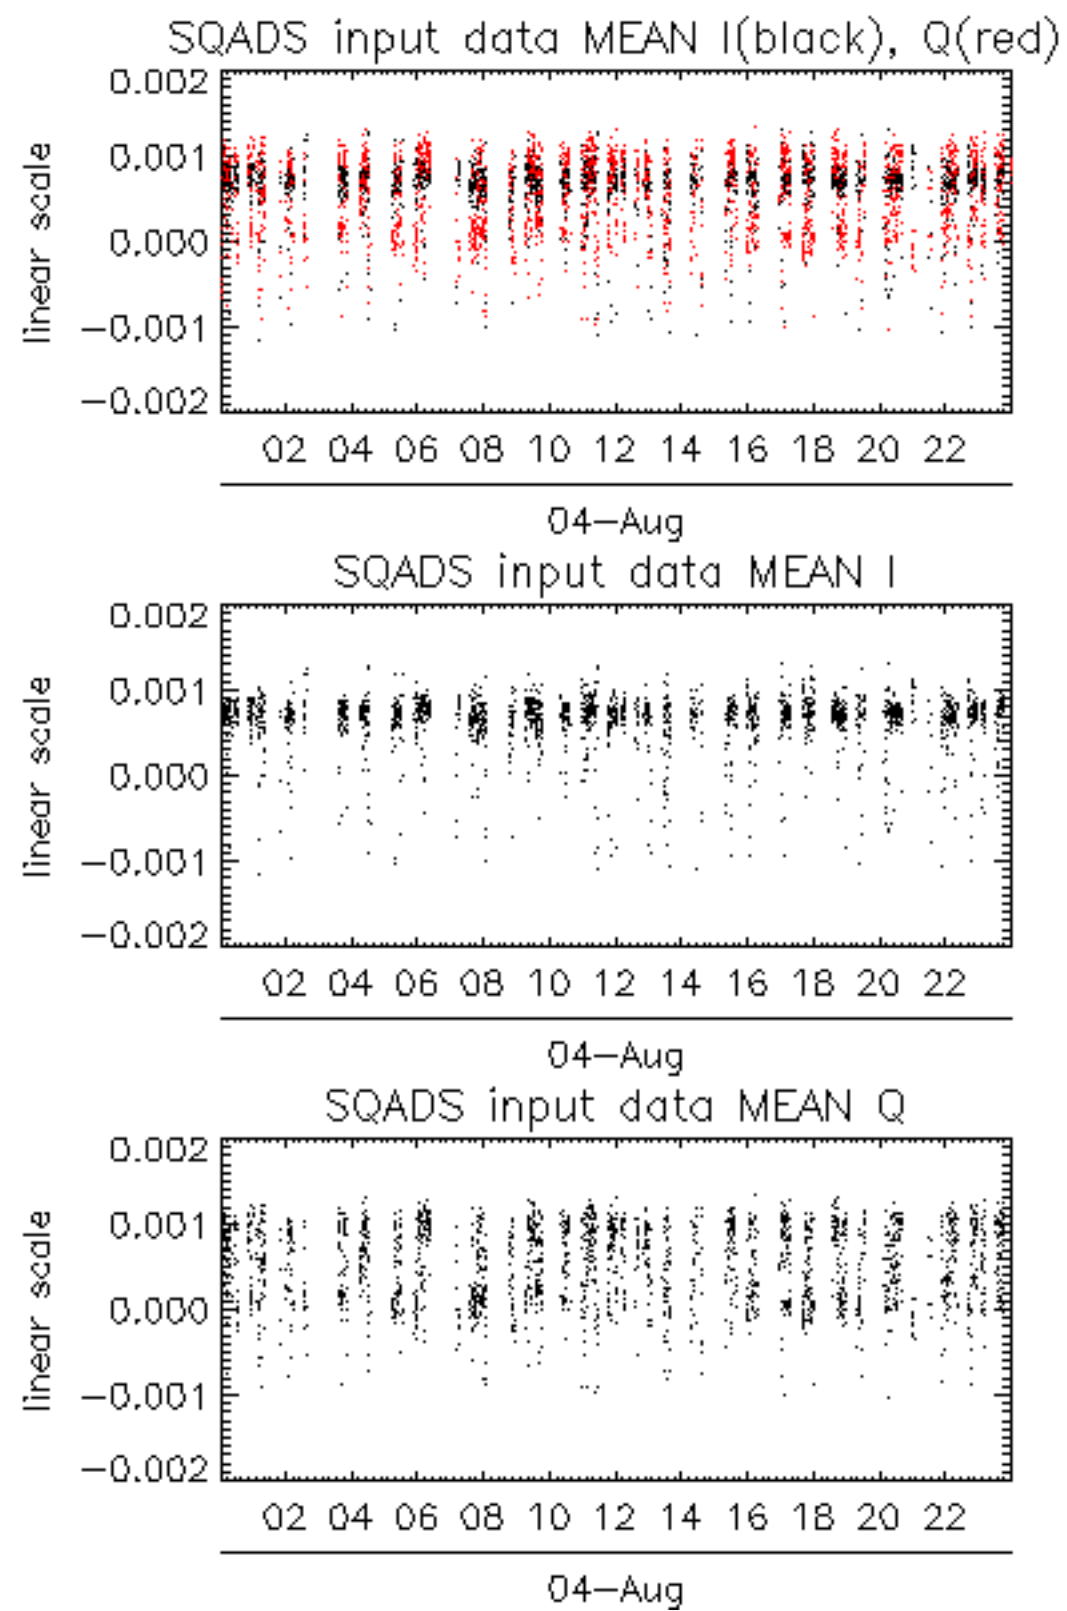 SQADS input data MEAN I(black), Q(red)
0.002
0.001
0.000
−0.001
−0.002
linear scale
02 04 06 08 10 12 14 16 18 20 22
04−Aug
SQADS input data MEAN I
0.002
0.001
0.000
−0.001
−0.002
linear scale
02 04 06 08 10 12 14 16 18 20 22
04−Aug
SQADS input data MEAN Q
0.002
0.001
0.000
−0.001
−0.002
linear scale
02 04 06 08 10 12 14 16 18 20 22
04−Aug